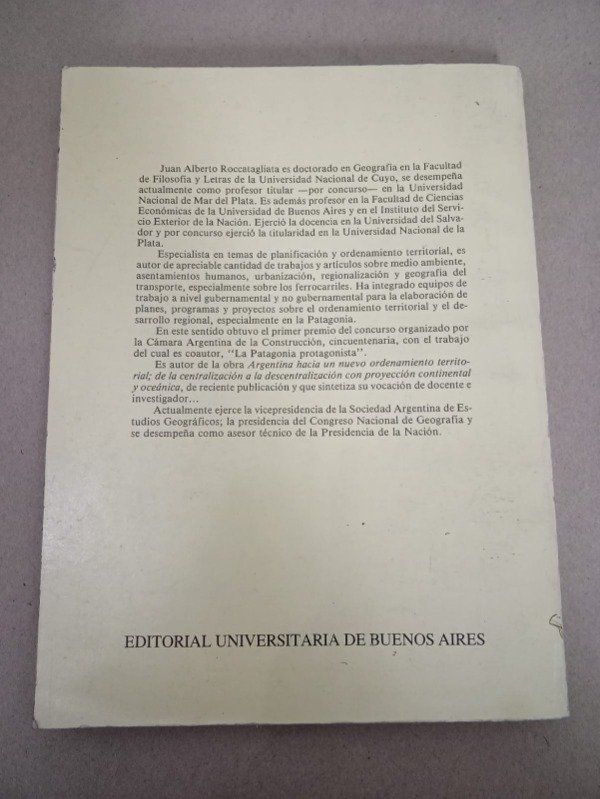 Juan Alberto Roccatagliata es doctorado en Geografía en la Facultad
de Filosofía y Letras de la Universidad Nacional de Cuyo, se desempeña
actualmente como profesor titular —por concurso— en la Universidad
Nacional de Mar del Plata. Es además profesor en la Facultad de Ciencias
Económicas de la Universidad de Buenos Aires y en el Instituto del Servi-
cio Exterior de la Nación. Ejerció la docencia en la Universidad del Salva-
dor y por concurso ejerció la titularidad en la Universidad Nacional de la
Plata.
Especialista en temas de planificación y ordenamiento territorial, es
autor de apreciable cantidad de trabajos y artículos sobre medio ambiente,
asentamientos humanos, urbanización, regionalización y geografía del
transporte, especialmente sobre los ferrocarriles. Ha integrado equipos de
trabajo a nivel gubernamental y no gubernamental para la elaboración de
planes, programas y proyectos sobre el ordenamiento territorial y el de-
sarrollo regional, especialmente en la Patagonia.
En este sentido obtuvo el primer premio del concurso organizado por
la Cámara Argentina de la Construcción, cincuentenaria, con el trabajo
del cual es coautor, "La Patagonia protagonista".
Es autor de la obra Argentina hacia un nuevo ordenamiento territo-
rial; de la centralización a la descentralización con proyección continental
y oceánica, de reciente publicación y que sintetiza su vocación de docente e
investigador...
Actualmente ejerce la vicepresidencia de la Sociedad Argentina de Es-
tudios Geográficos; la presidencia del Congreso Nacional de Geografía y
se desempeña como asesor técnico de la Presidencia de la Nación.
EDITORIAL UNIVERSITARIA DE BUENOS AIRES